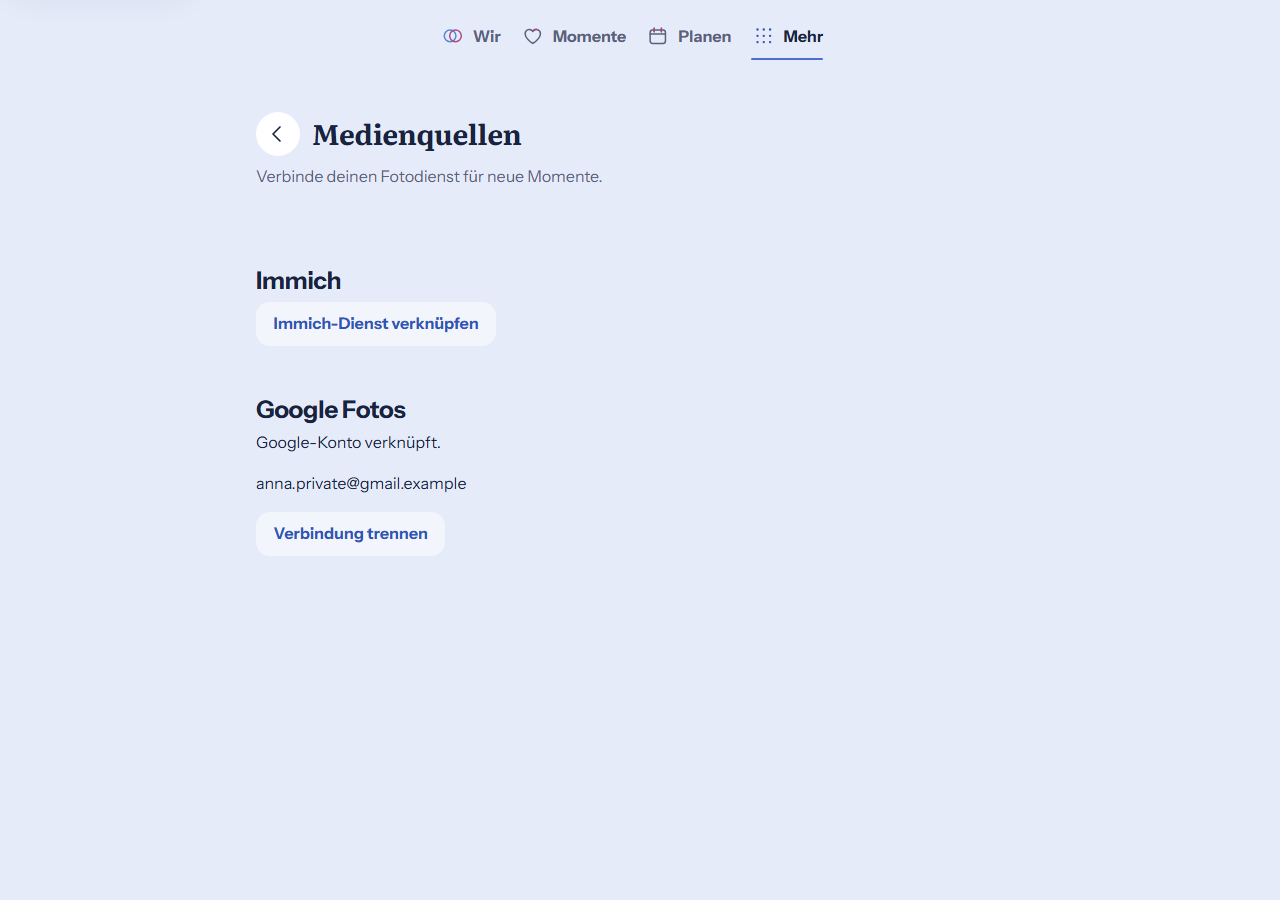 Wir Momente Planen Mehr
Medienquellen
Verbinde deinen Fotodienst für neue Momente.
Immich
Immich-Dienst verknüpfen
Google Fotos
Google-Konto verknüpft.
anna.private@gmail.example
Verbindung trennen